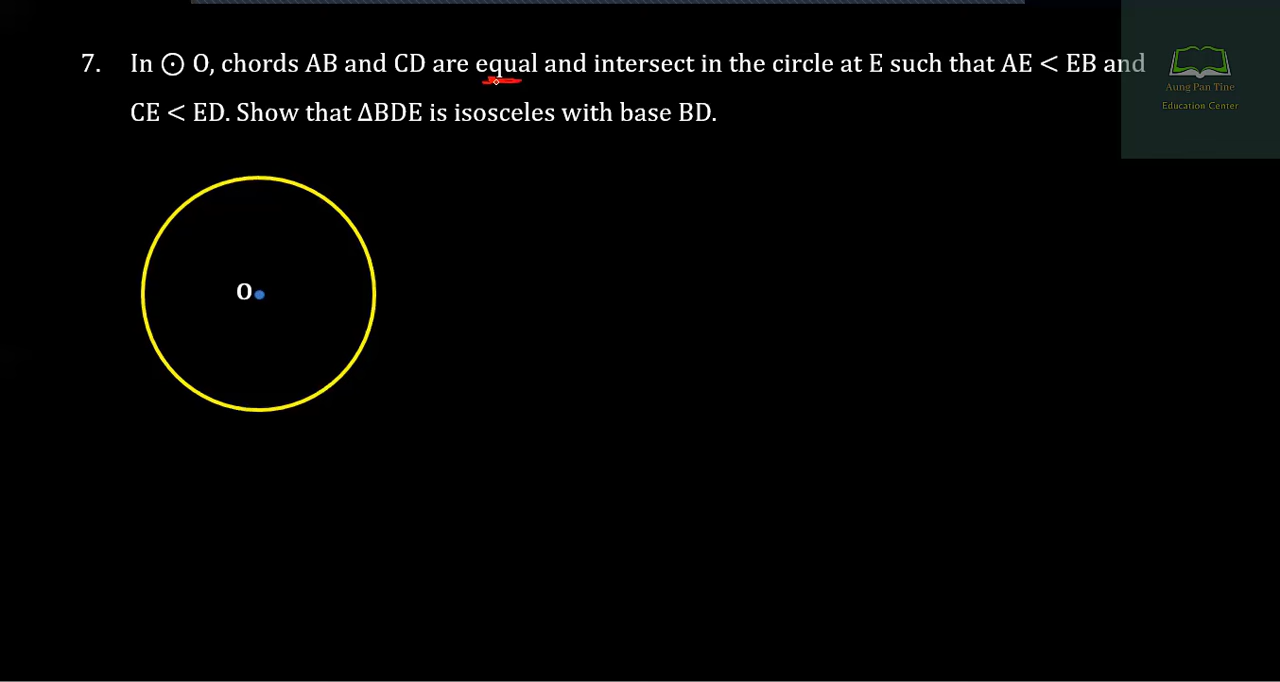 7. In ⊙ O, chords AB and CD are equal and intersect in the circle at E such that AE < EB and
CE < ED. Show that ΔBDE is isosceles with base BD.
Aung Pan Tine
Education Center
O